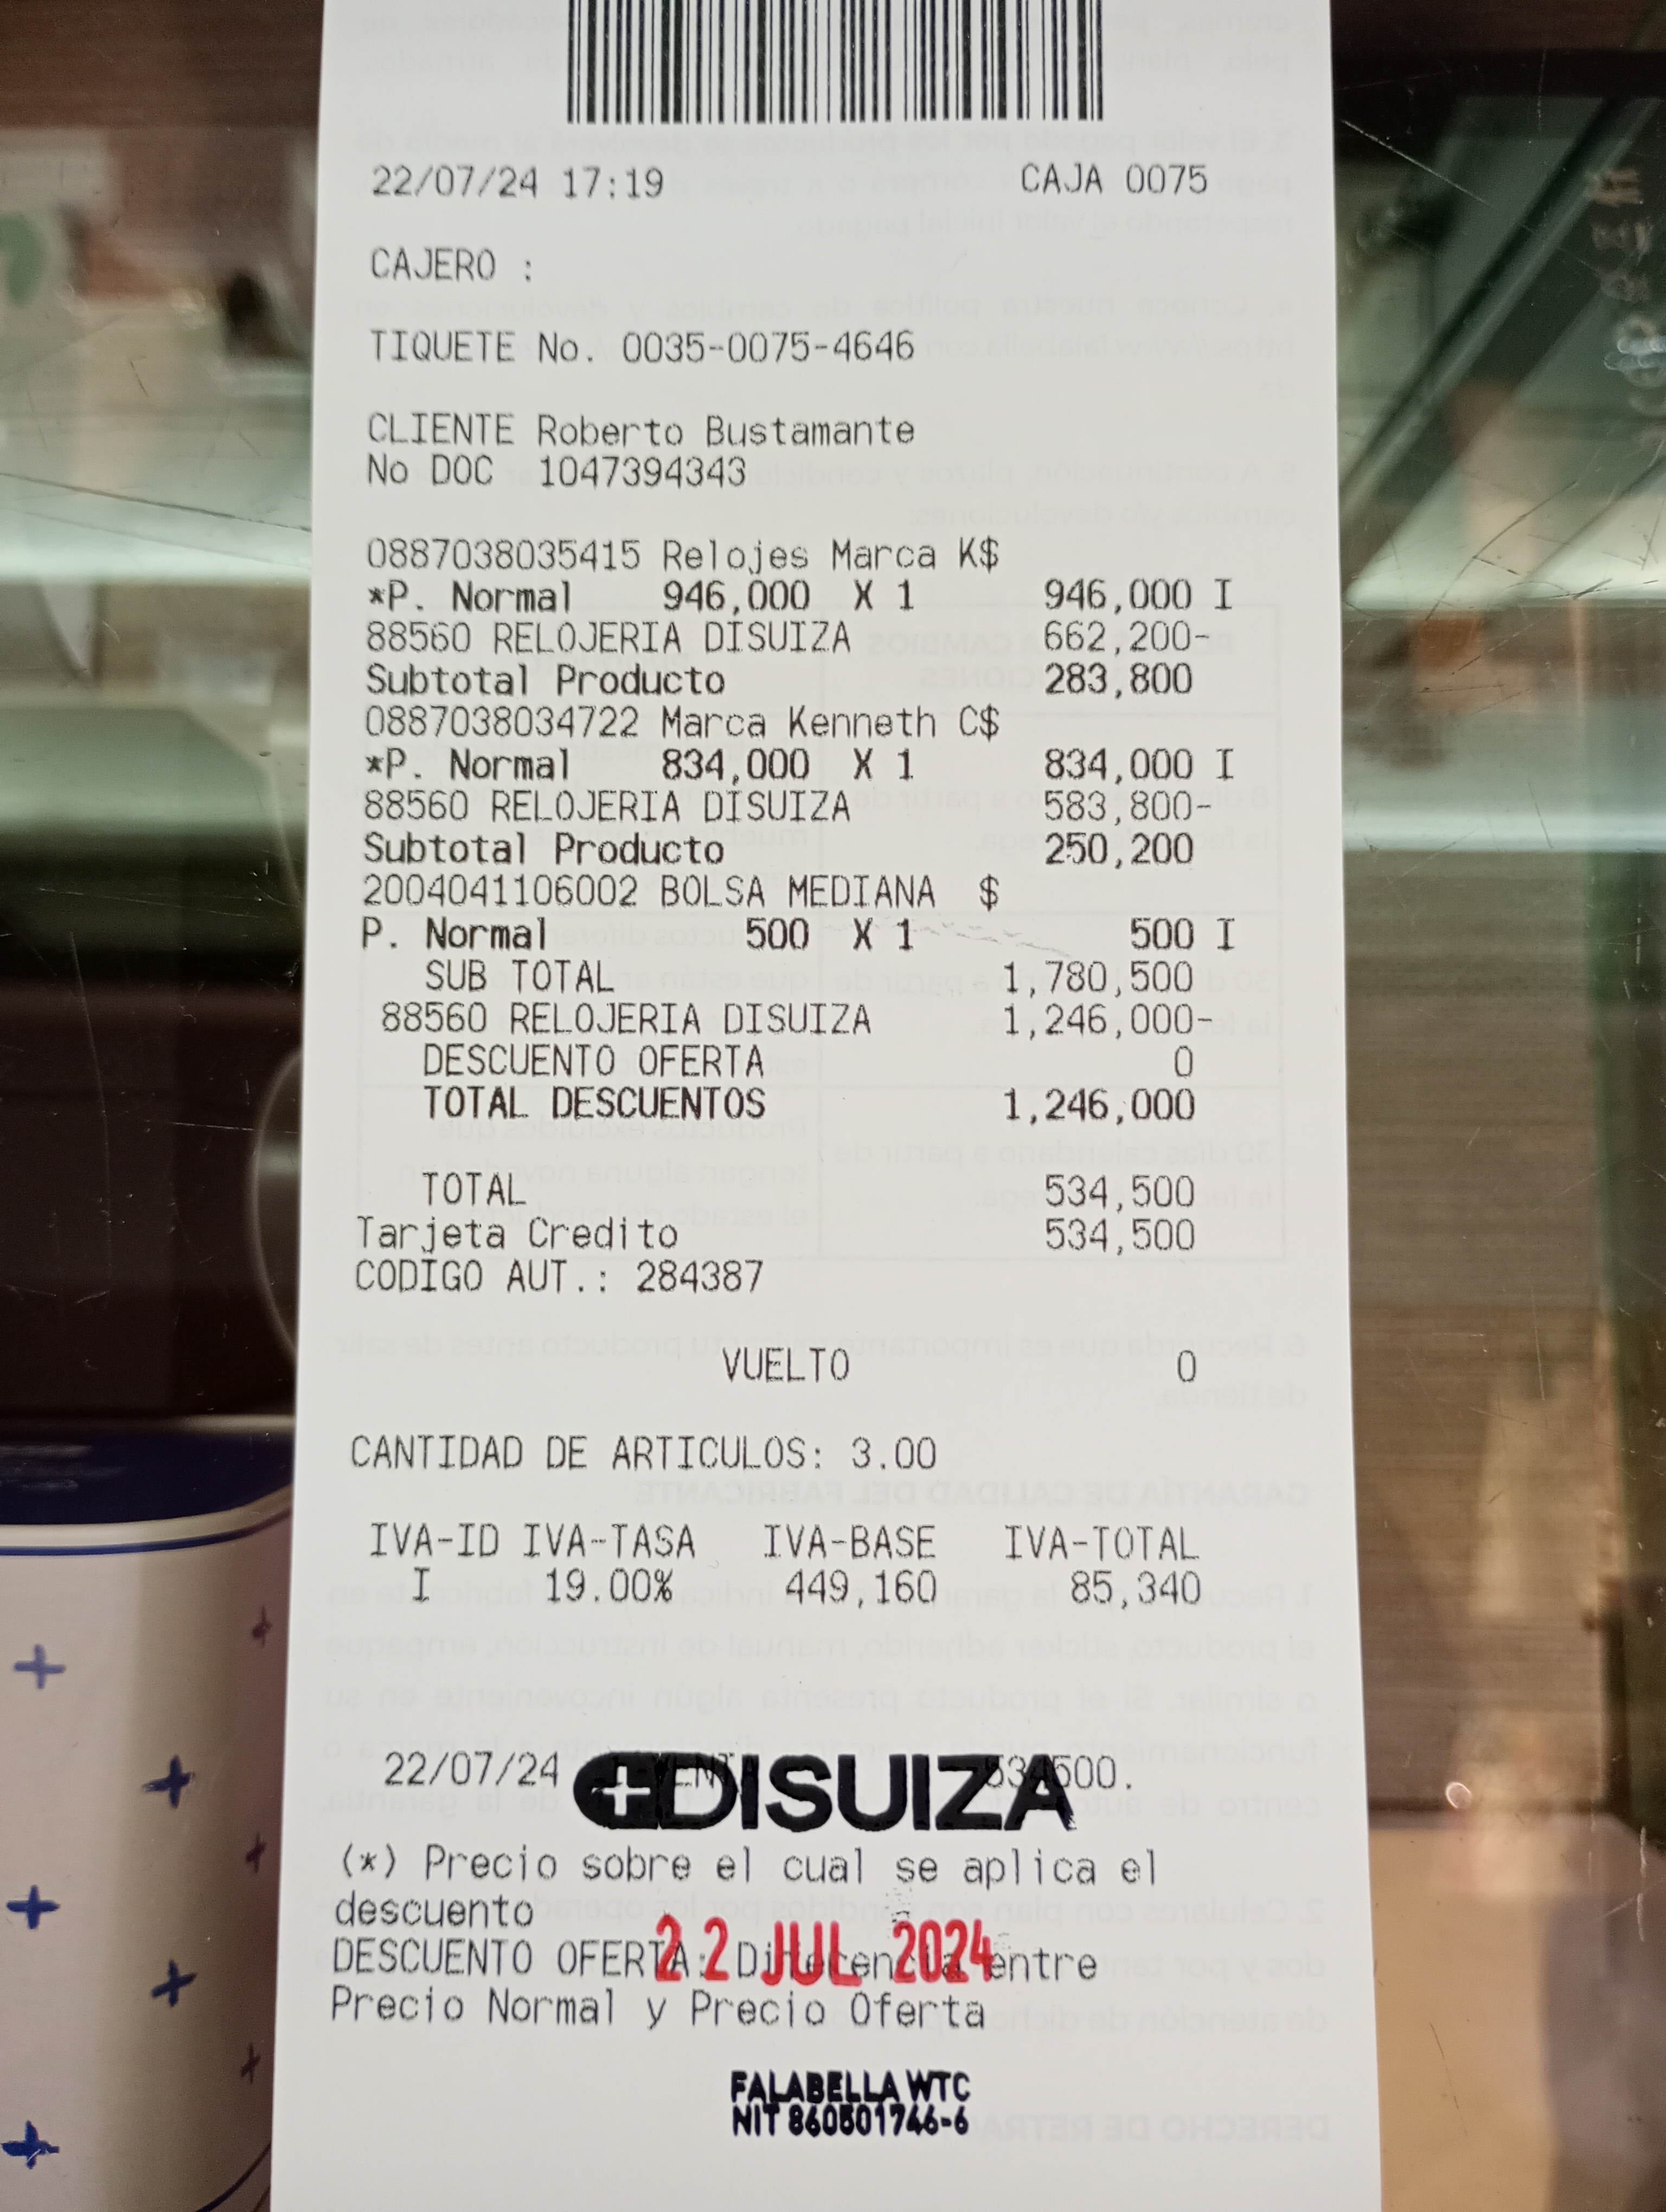 22/07/24 17:19 CAJA 0075
CAJERO :
TIQUETE No. 0035-0075-4646
CLIENTE Roberto Bustamante
No DOC 1047394343
0887038035415 Relojes Marca K$
*P. Normal 946,000 X 1 946,000 I
88560 RELOJERIA DISUIZA 662,200-
Subtotal Producto 283,800
0887038034722 Marca Kenneth C$
*P. Normal 834,000 X 1 834,000 I
88560 RELOJERIA DISUIZA 583,800-
Subtotal Producto 250,200
2004041106002 BOLSA MEDIANA $
P. Normal 500 X 1 500 I
SUB TOTAL 1,780,500
88560 RELOJERIA DISUIZA 1,246,000-
DESCUENTO OFERTA 0
TOTAL DESCUENTOS 1,246,000
TOTAL 534,500
Tarjeta Credito 534,500
CODIGO AUT.: 284387
VUELTO 0
CANTIDAD DE ARTICULOS: 3.00
IVA-ID IVA-TASA IVA-BASE IVA-TOTAL
I 19.00% 449,160 85,340
22/07/24
DISUIZA
(*) Precio sobre el cual se aplica el
descuento
22 JUL 2024
DESCUENTO OFERTA: Diferencia entre
Precio Normal y Precio Oferta
FALABELLA WTC
NIT 860501746-6